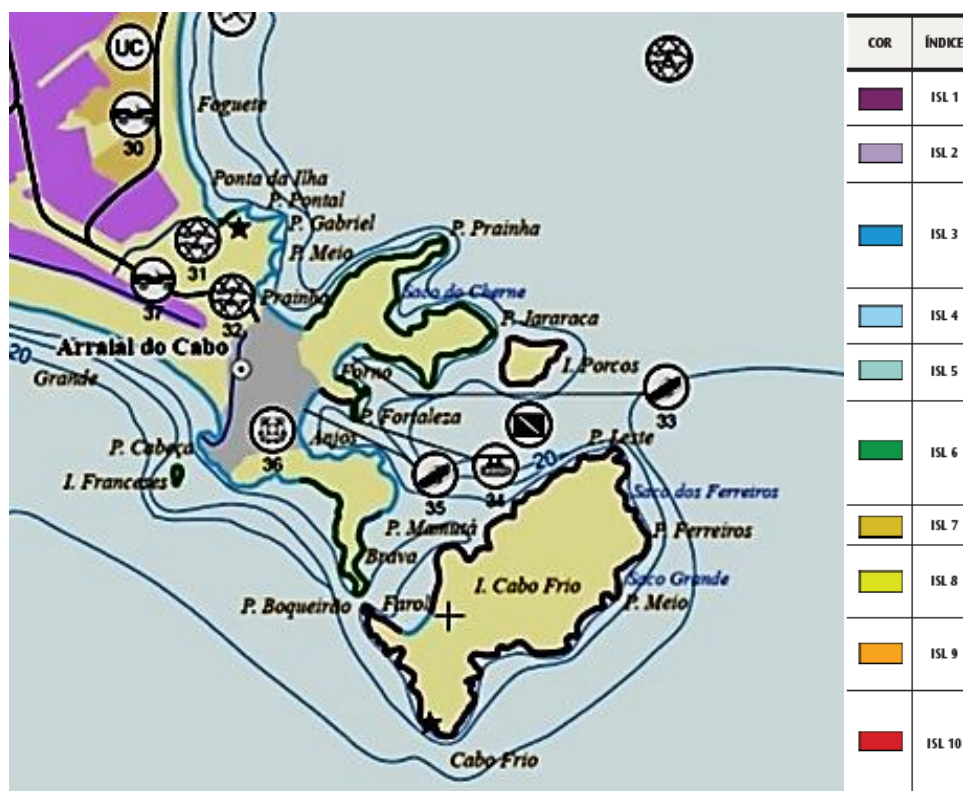 COR ÍNDICE
ISL 1
ISL 2
ISL 3
ISL 4
ISL 5
ISL 6
ISL 7
ISL 8
ISL 9
ISL 10
UC
30
Foguete
A
Ponta da Ilha
P. Pontal
P. Gabriel
P. Meio
P. Prainha
31
37
32
Prainha
Saco do Cherne
P. Jararaca
I. Porcos
Arraial do Cabo
20
Grande
Forno
33
P. Fortaleza
Anjos
36
P. Cabeça
I. Franceses
35
34
20
P. Leste
Saco dos Ferreiros
P. Ferreiros
Brava
I. Cabo Frio
Saco Grande
P. Meio
P. Boqueirão
Farol
Cabo Frio